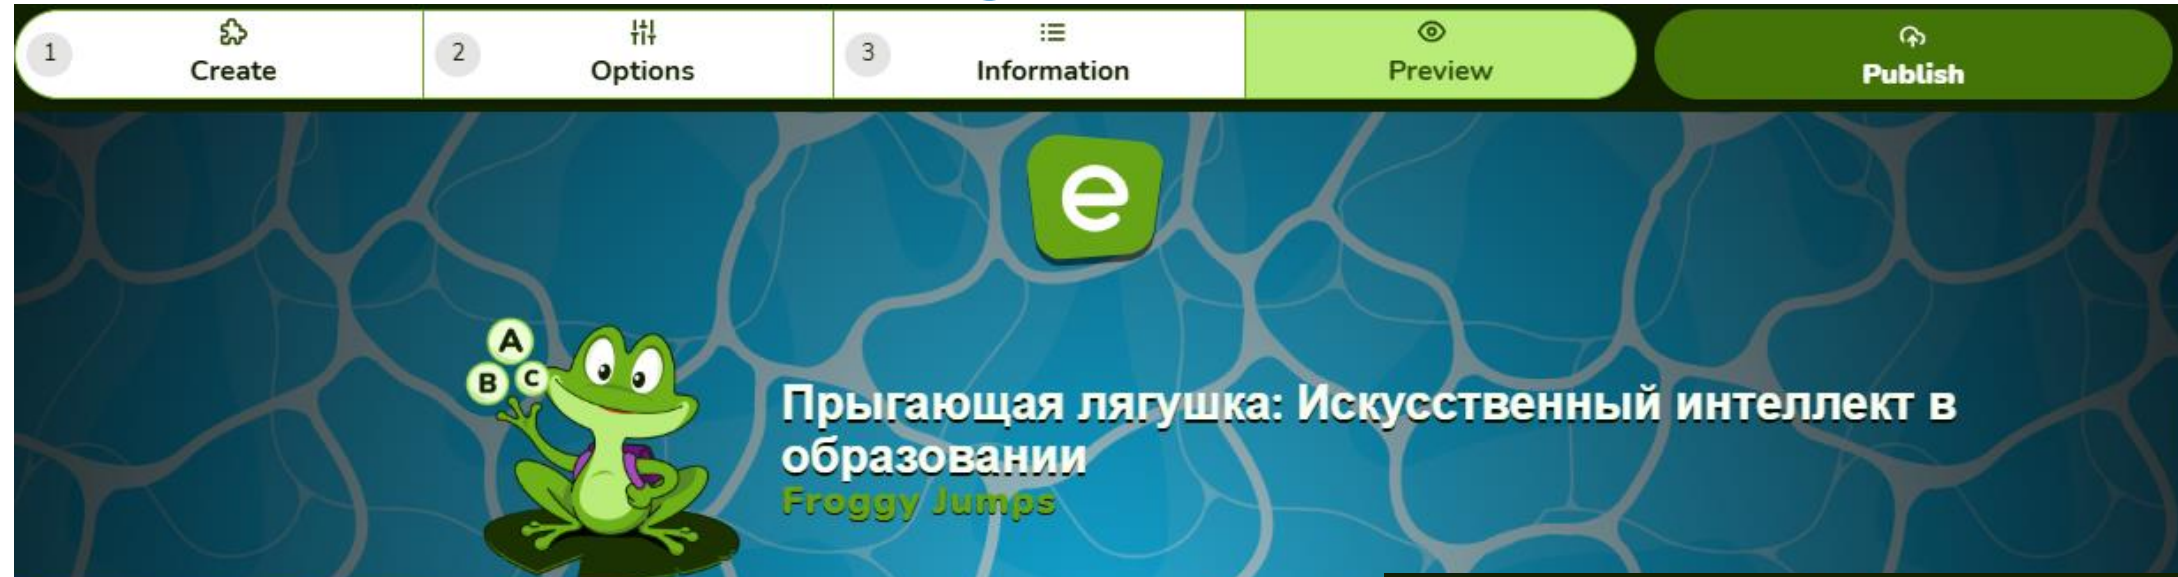 1
Create
2
Options
3
Information
Preview
Publish
e
A
B C
Прыгающая лягушка: Искусственный интеллект в
образовании
Froggy Jumps